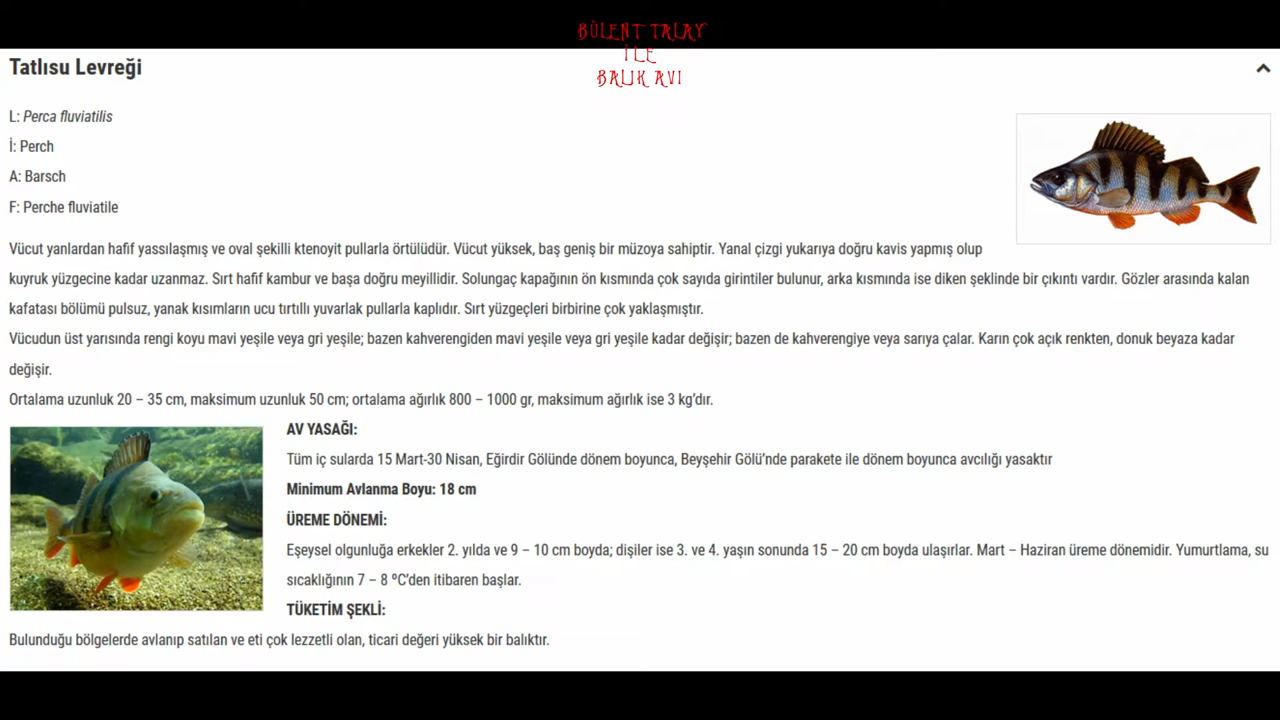 BÜLENT TALAY
İLE
BALIK AVI
Tatlısu Levreği
L: Perca fluviatilis
İ: Perch
A: Barsch
F: Perche fluviatile
Vücut yanlardan hafif yassılaşmış ve oval şekilli ktenoyit pullarla örtülüdür. Vücut yüksek, baş geniş bir müzoya sahiptir. Yanal çizgi yukarıya doğru kavis yapmış olup
kuyruk yüzgecine kadar uzanmaz. Sırt hafif kambur ve başa doğru meyillidir. Solungaç kapağının ön kısmında çok sayıda girintiler bulunur, arka kısmında ise diken şeklinde bir çıkıntı vardır. Gözler arasında kalan
kafatası bölümü pulsuz, yanak kısımların ucu tırtıllı yuvarlak pullarla kaplıdır. Sırt yüzgeçleri birbirine çok yaklaşmıştır.
Vücudun üst yarısında rengi koyu mavi yeşile veya gri yeşile; bazen kahverengiden mavi yeşile veya gri yeşile kadar değişir; bazen de kahverengiye veya sarıya çalar. Karın çok açık renkten, donuk beyaza kadar
değişir.
Ortalama uzunluk 20 – 35 cm, maksimum uzunluk 50 cm; ortalama ağırlık 800 – 1000 gr, maksimum ağırlık ise 3 kg'dır.
AV YASAĞI:
Tüm iç sularda 15 Mart-30 Nisan, Eğirdir Gölünde dönem boyunca, Beyşehir Gölü'nde parakete ile dönem boyunca avcılığı yasaktır
Minimum Avlanma Boyu: 18 cm
ÜREME DÖNEMİ:
Eşeysel olgunluğa erkekler 2. yılda ve 9 – 10 cm boyda; dişiler ise 3. ve 4. yaşın sonunda 15 – 20 cm boyda ulaşırlar. Mart – Haziran üreme dönemidir. Yumurtlama, su
sıcaklığının 7 – 8 ºC'den itibaren başlar.
TÜKETİM ŞEKLİ:
Bulunduğu bölgelerde avlanıp satılan ve eti çok lezzetli olan, ticari değeri yüksek bir balıktır.